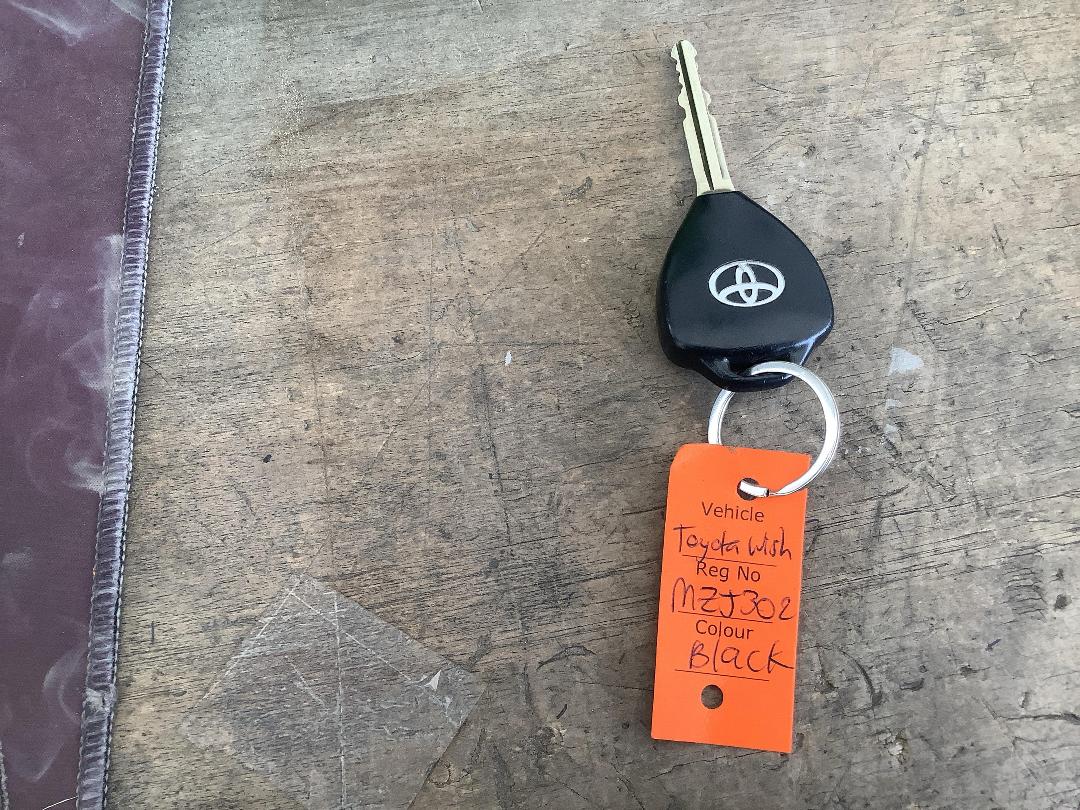 Vehicle
Toyota wish
Reg No
MZJ302
Colour
Black